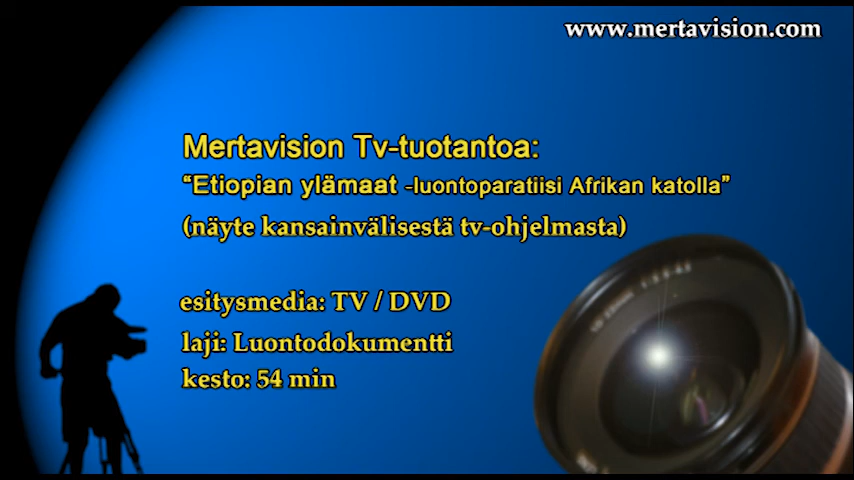 www.mertavision.com
Mertavision Tv-tuotantoa:
“Etiopian ylämaat -luontoparatiisi Afrikan katolla”
(näyte kansainvälisestä tv-ohjelmasta)
esitysmedia: TV / DVD
laji: Luontodokumentti
kesto: 54 min